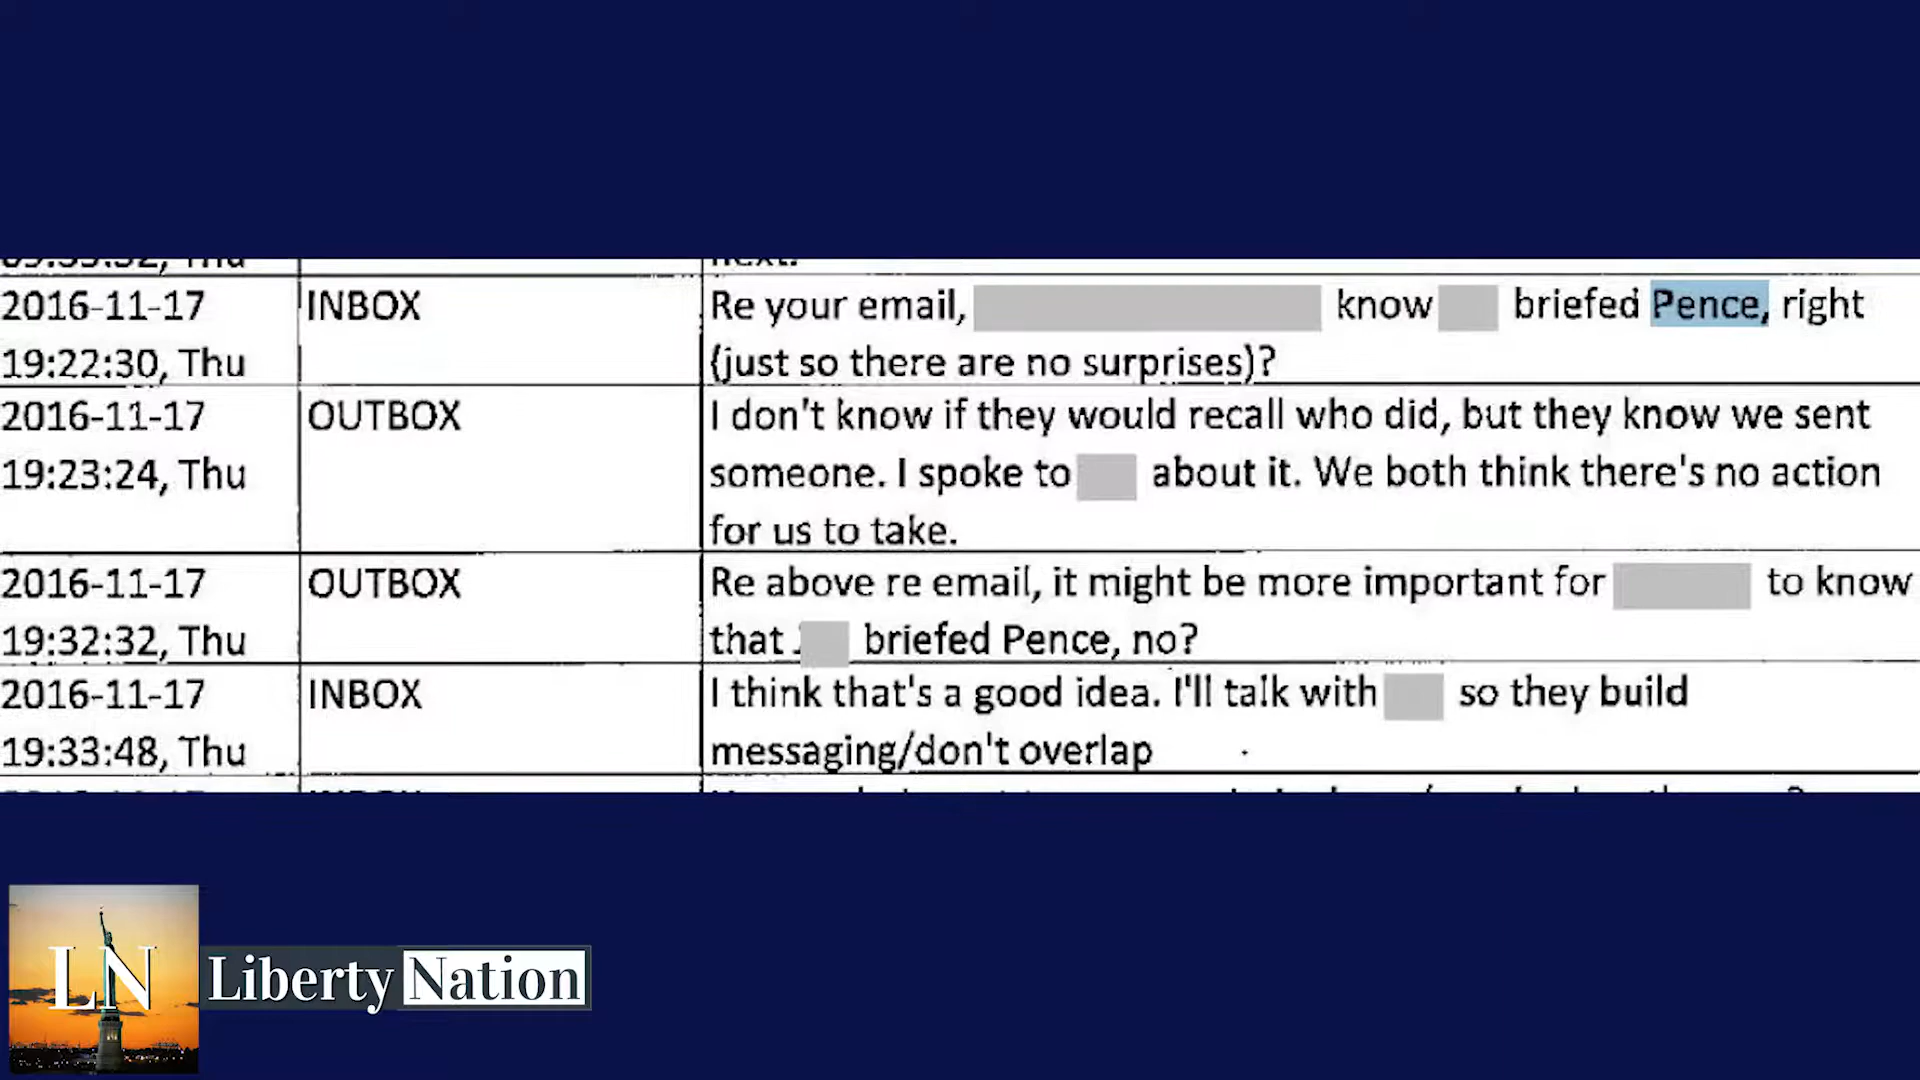 next.
2016-11-17 INBOX Re your email, know briefed Pence, right
19:22:30, Thu (just so there are no surprises)?
2016-11-17 OUTBOX I don't know if they would recall who did, but they know we sent
19:23:24, Thu someone. I spoke to about it. We both think there's no action
for us to take.
2016-11-17 OUTBOX Re above re email, it might be more important for to know
19:32:32, Thu that briefed Pence, no?
2016-11-17 INBOX I think that's a good idea. I'll talk with so they build
19:33:48, Thu messaging/don't overlap
LN Liberty Nation